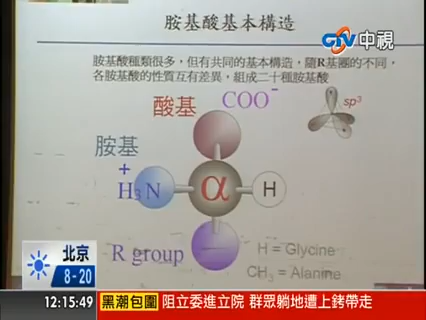 胺基酸基本構造
CTV中視
胺基酸種類很多，但有共同的基本構造，隨R基團的不同，
各胺基酸的性質互有差異，組成二十種胺基酸
酸基
COO⁻
sp³
胺基
+
H₃N
α
H
R group
H = Glycine
CH₃ = Alanine
北京
8-20
12:15:49
黑潮包圍
阻立委進立院 群眾躺地遭上銬帶走